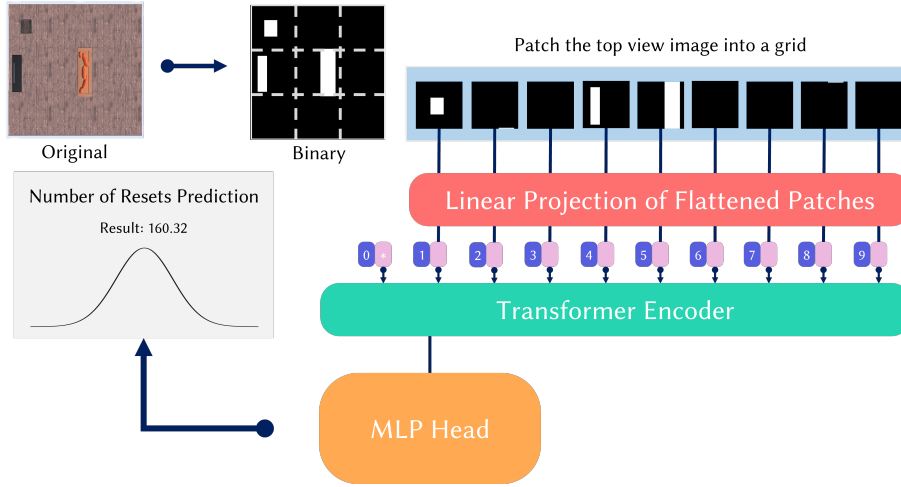 Patch the top view image into a grid
Original
Binary
Number of Resets Prediction
Result: 160.32
Linear Projection of Flattened Patches
0 * 1 2 3 4 5 6 7 8 9
Transformer Encoder
MLP Head